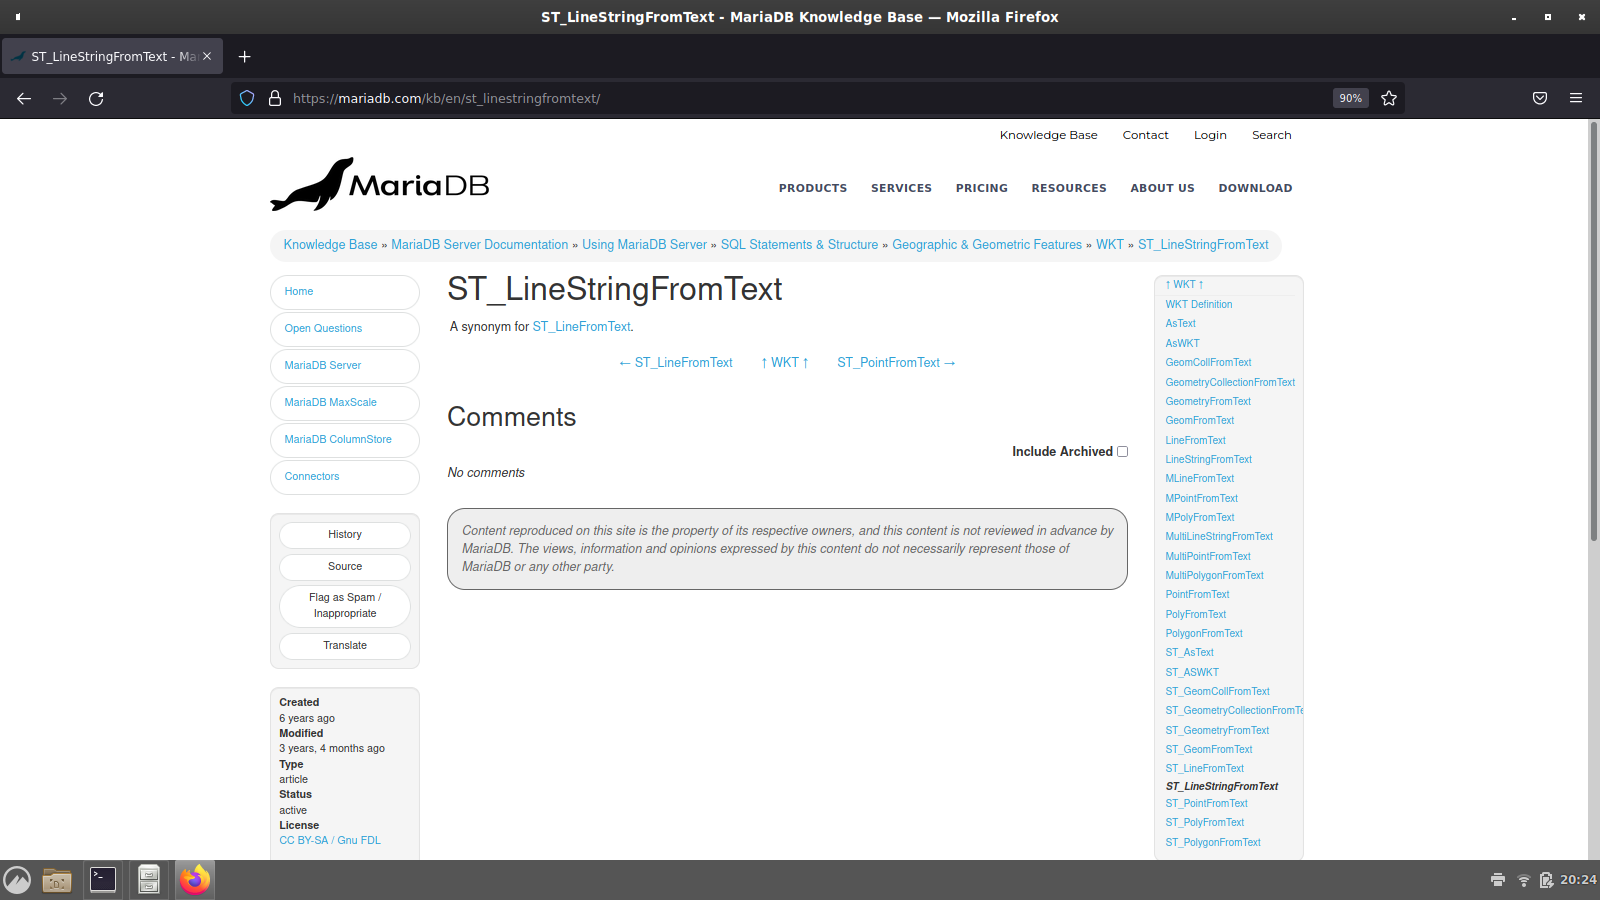 ST_LineStringFromText - MariaDB Knowledge Base — Mozilla Firefox
ST_LineStringFromText - Ma
https://mariadb.com/kb/en/st_linestringfromtext/
90%
Knowledge Base Contact Login Search
MariaDB
PRODUCTS SERVICES PRICING RESOURCES ABOUT US DOWNLOAD
Knowledge Base » MariaDB Server Documentation » Using MariaDB Server » SQL Statements & Structure » Geographic & Geometric Features » WKT » ST_LineStringFromText
Home
Open Questions
MariaDB Server
MariaDB MaxScale
MariaDB ColumnStore
Connectors
History
Source
Flag as Spam /
Inappropriate
Translate
Created
6 years ago
Modified
3 years, 4 months ago
Type
article
Status
active
License
CC BY-SA / Gnu FDL
ST_LineStringFromText
A synonym for ST_LineFromText.
← ST_LineFromText ↑ WKT ↑ ST_PointFromText →
Comments
Include Archived
No comments
Content reproduced on this site is the property of its respective owners, and this content is not reviewed in advance by
MariaDB. The views, information and opinions expressed by this content do not necessarily represent those of
MariaDB or any other party.
↑ WKT ↑
WKT Definition
AsText
AsWKT
GeomCollFromText
GeometryCollectionFromText
GeometryFromText
GeomFromText
LineFromText
LineStringFromText
MLineFromText
MPointFromText
MPolyFromText
MultiLineStringFromText
MultiPointFromText
MultiPolygonFromText
PointFromText
PolyFromText
PolygonFromText
ST_AsText
ST_ASWKT
ST_GeomCollFromText
ST_GeometryCollectionFromTe
ST_GeometryFromText
ST_GeomFromText
ST_LineFromText
ST_LineStringFromText
ST_PointFromText
ST_PolyFromText
ST_PolygonFromText
20:24